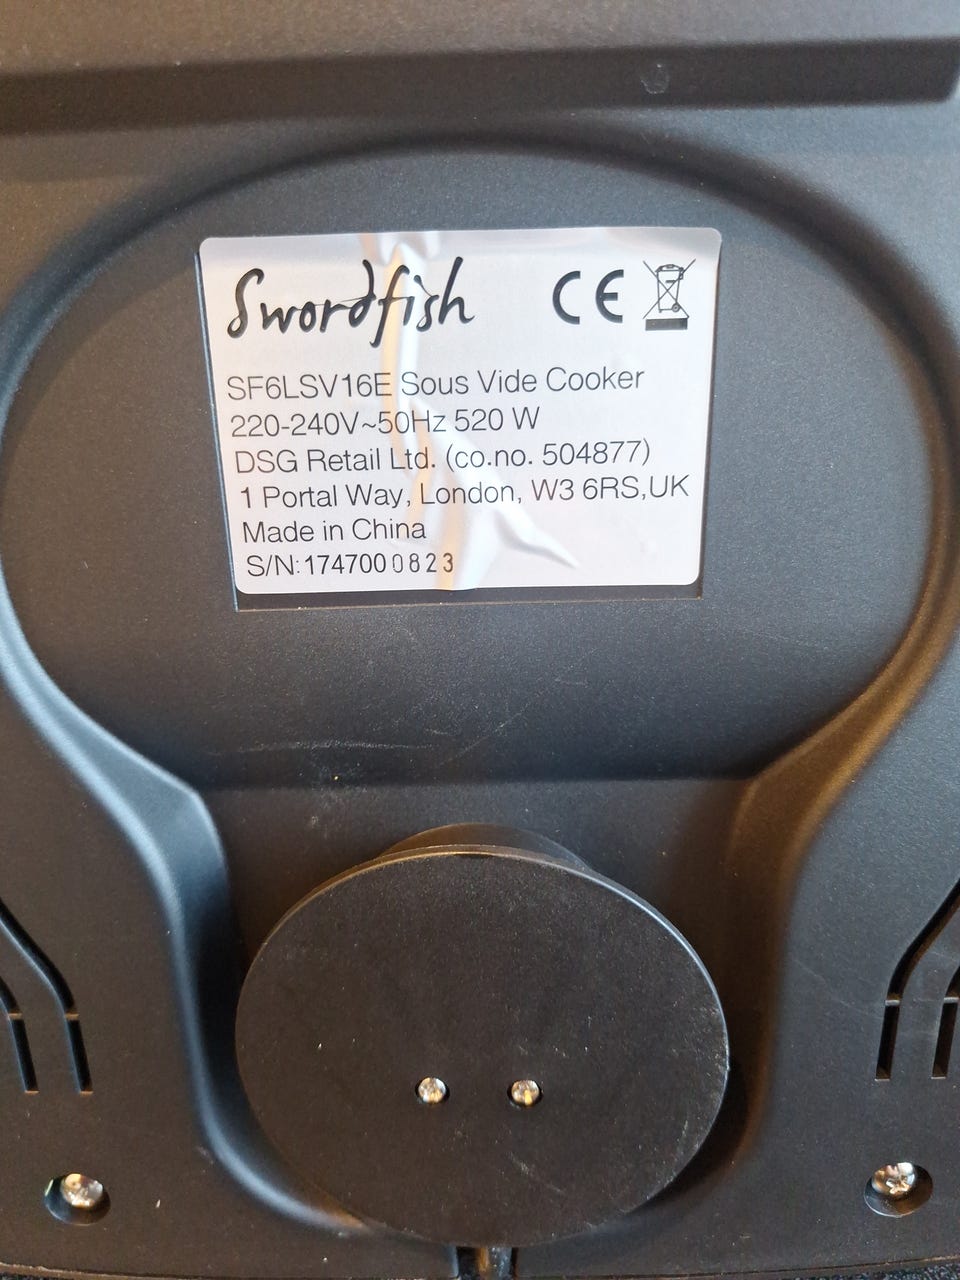 Swordfish CE
SF6LSV16E Sous Vide Cooker
220-240V~50Hz 520 W
DSG Retail Ltd. (co.no. 504877)
1 Portal Way, London, W3 6RS,UK
Made in China
S/N:1747000823